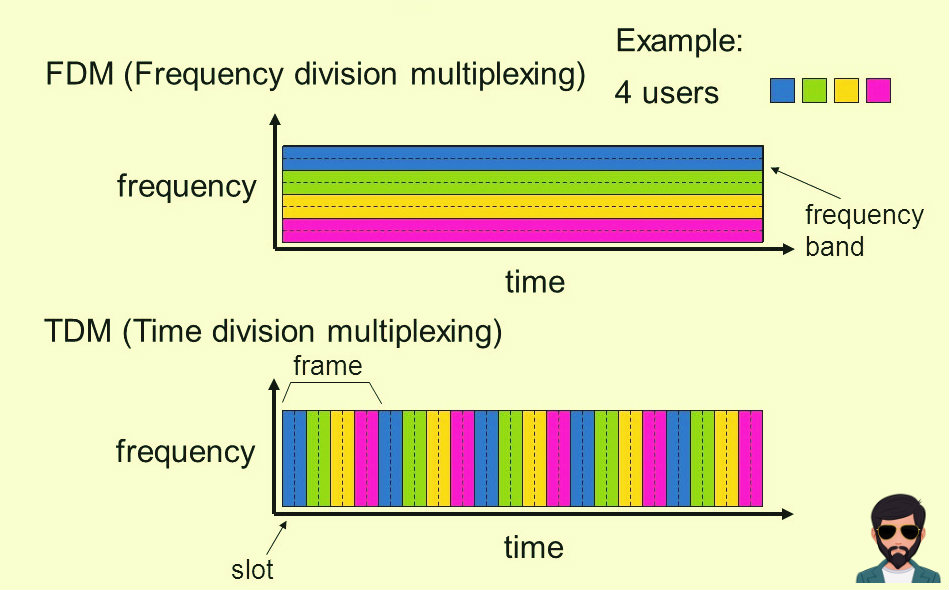 Example:
FDM (Frequency division multiplexing)
4 users
frequency
frequency
band
time
TDM (Time division multiplexing)
frame
frequency
time
slot